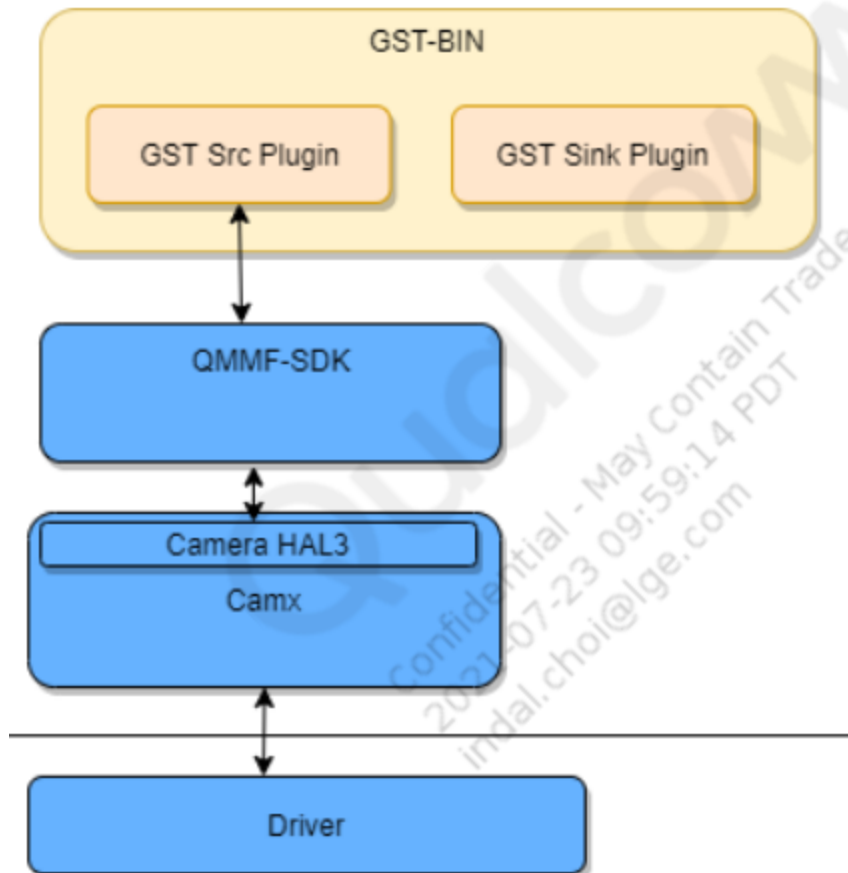 GST-BIN
GST Src Plugin
GST Sink Plugin
QMMF-SDK
Camera HAL3
Camx
Driver
Qualcom
Confidential - May Contain Trade
2021-07-23 09:59:14 PDT
indal.choi@lge.com